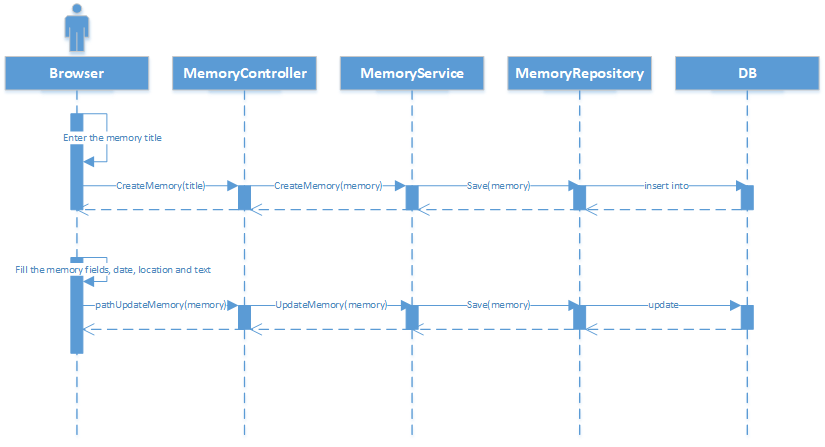 Browser
MemoryController
MemoryService
MemoryRepository
DB
Enter the memory title
CreateMemory(title)
CreateMemory(memory)
Save(memory)
insert into
Fill the memory fields, date, location and text
pathUpdateMemory(memory)
UpdateMemory(memory)
Save(memory)
update